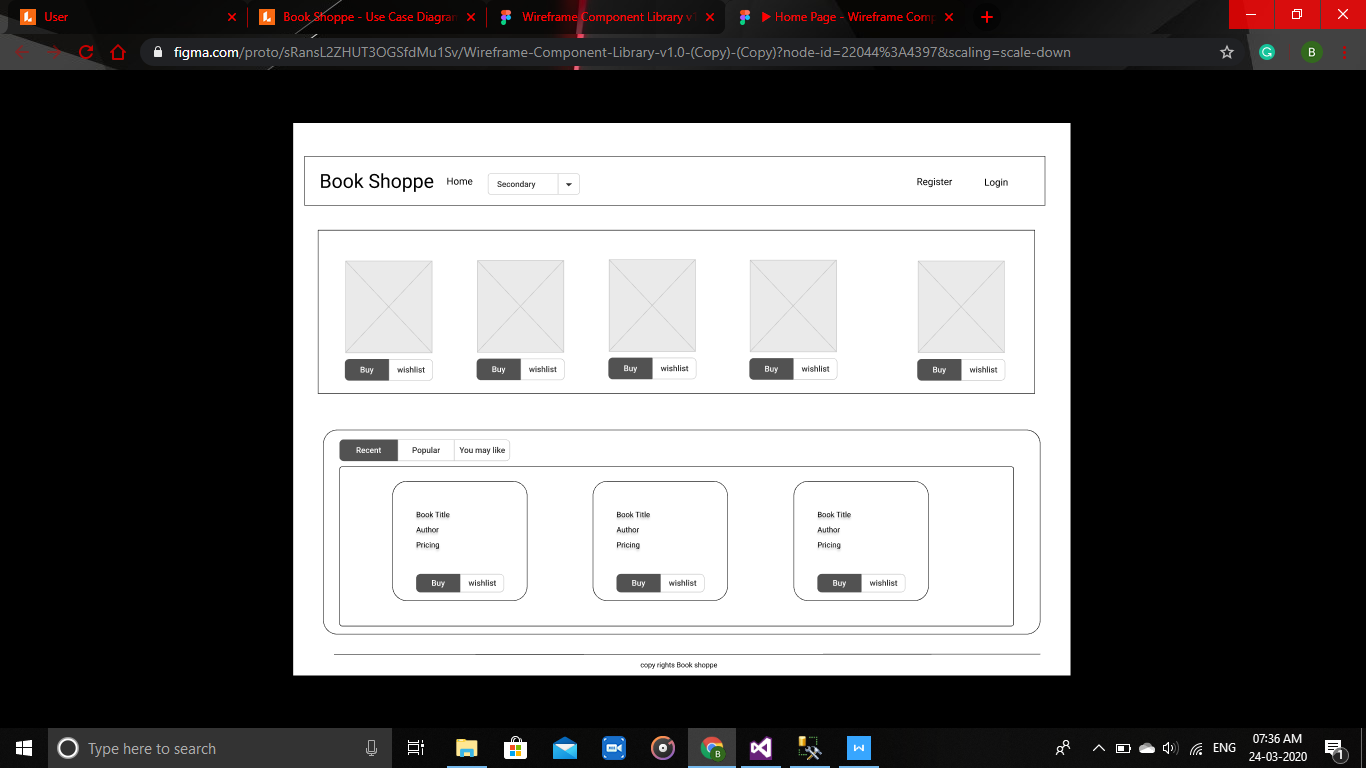 User
Book Shoppe - Use Case Diagram
Wireframe Component Library v
Home Page - Wireframe Comp
figma.com/proto/sRansL2ZHUT3OGSfdMu1Sv/Wireframe-Component-Library-v1.0-(Copy)-(Copy)?node-id=22044%3A4397&scaling=scale-down
B
Book Shoppe Home Secondary Register Login
Buy wishlist Buy wishlist Buy wishlist Buy wishlist Buy wishlist
Recent Popular You may like
Book Title Book Title Book Title
Author Author Author
Pricing Pricing Pricing
Buy wishlist Buy wishlist Buy wishlist
copy rights Book shoppe
Type here to search
B
W
ENG
07:36 AM
24-03-2020
1